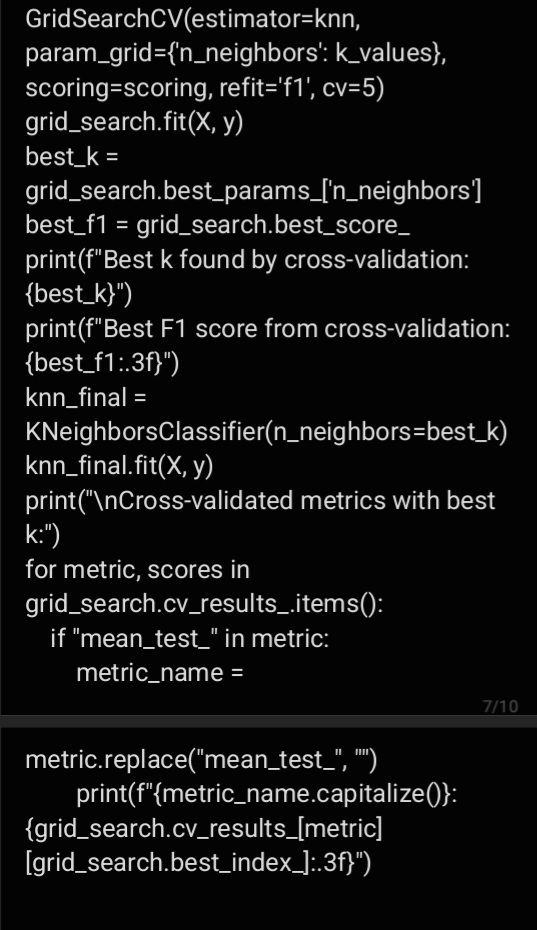 GridSearchCV(estimator=knn,
param_grid={'n_neighbors': k_values},
scoring=scoring, refit='f1', cv=5)
grid_search.fit(X, y)
best_k =
grid_search.best_params_['n_neighbors']
best_f1 = grid_search.best_score_
print(f"Best k found by cross-validation:
{best_k}")
print(f"Best F1 score from cross-validation:
{best_f1:.3f}")
knn_final =
KNeighborsClassifier(n_neighbors=best_k)
knn_final.fit(X, y)
print("\nCross-validated metrics with best
k:")
for metric, scores in
grid_search.cv_results_.items():
    if "mean_test_" in metric:
        metric_name =
7/10
metric.replace("mean_test_", "")
        print(f"{metric_name.capitalize()}:
{grid_search.cv_results_[metric]
[grid_search.best_index_]:.3f}")